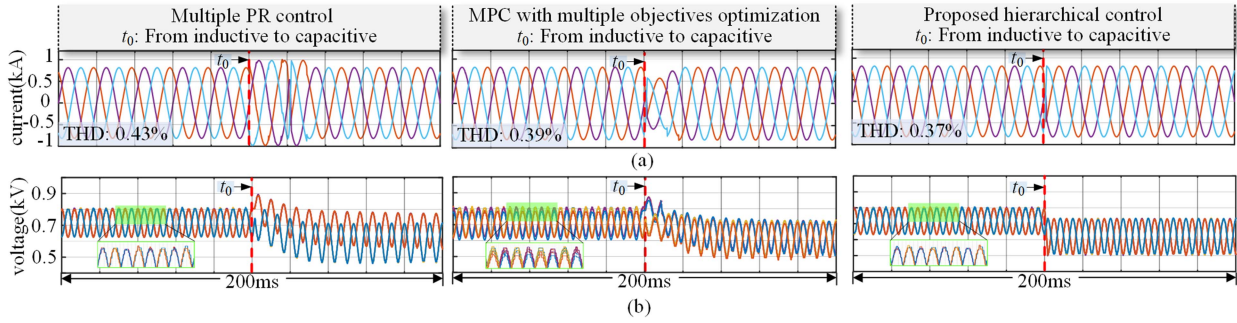 (a)
Multiple PR control
t0: From inductive to capacitive
MPC with multiple objectives optimization
t0: From inductive to capacitive
Proposed hierarchical control
t0: From inductive to capacitive
current(kA)
1
0.5
0
-0.5
-1
t0
THD: 0.43%
t0
THD: 0.39%
t0
THD: 0.37%
(a)
voltage(kV)
0.9
0.7
0.5
t0
t0
t0
200ms
200ms
200ms
(b)